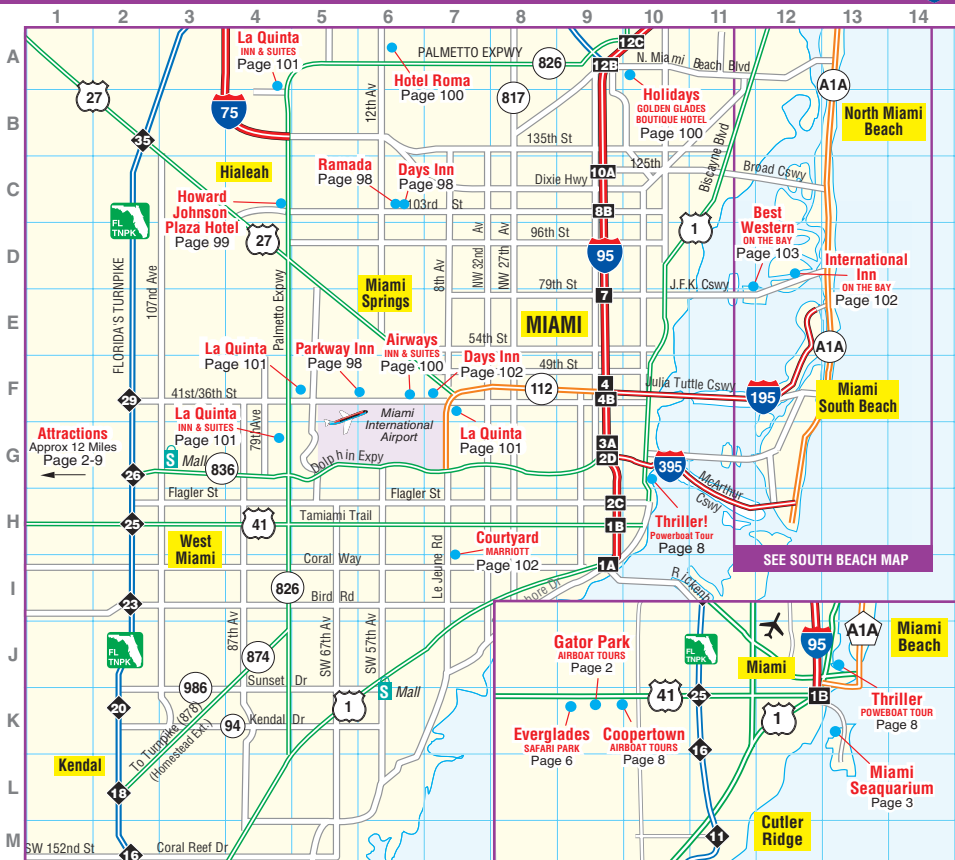 1 2 3 4 5 6 7 8 9 10 11 12 13 14
A
B
C
D
E
F
G
H
I
J
K
L
M
La Quinta
INN & SUITES
Page 101
Hotel Roma
Page 100
PALMETTO EXPWY
826
12C
12B
N. Miami Beach Blvd
A1A
27
75
12th Av
817
Holidays
GOLDEN GLADES
BOUTIQUE HOTEL
Page 100
North Miami
Beach
35
135th St
Biscayne Blvd
Hialeah
Ramada
Page 98
Days Inn
Page 98
10A
125th
Broad Cswy
Dixie Hwy
Howard
Johnson
Plaza Hotel
Page 99
103rd St
8B
FL
TNPK
27
NW 32nd Av
NW 27th Av
96th St
1
Best
Western
ON THE BAY
Page 103
95
FLORIDA'S TURNPIKE
107nd Ave
Palmetto Expwy
Miami
Springs
8th Av
79th St
7
J.F.K. Cswy
International
Inn
ON THE BAY
Page 102
MIAMI
54th St
A1A
La Quinta
Page 101
Parkway Inn
Page 98
Airways
INN & SUITES
Page 100
Days Inn
Page 102
49th St
41st/36th St
29
112
4
4B
Julia Tuttle Cswy
195
Miami
South Beach
La Quinta
INN & SUITES
Page 101
79thAve
Miami
International
Airport
La Quinta
Page 101
Attractions
Approx 12 Miles
Page 2-9
S Mall
836
26
Dolphin Expy
3A
2D
395
McArthur
Cswy
Flagler St
Flagler St
2C
25
41
Tamiami Trail
1B
Thriller!
Powerboat Tour
Page 8
West
Miami
Coral Way
Le Jeune Rd
Courtyard
MARRIOTT
Page 102
1A
SEE SOUTH BEACH MAP
826
Bird Rd
hore Dr
Rickenb
23
FL
TNPK
87th Av
874
SW 67th Av
SW 57th Av
Sunset Dr
986
S Mall
1
20
94
Kendal Dr
To Turnpike (878)
(Homestead Ext.)
Kendal
18
SW 152nd St
16
Coral Reef Dr
Gator Park
AIRBOAT TOURS
Page 2
FL
TNPK
95
A1A
Miami
Beach
Miami
41
25
1B
1
Thriller
POWEBOAT TOUR
Page 8
Everglades
SAFARI PARK
Page 6
Coopertown
AIRBOAT TOURS
Page 8
16
Miami
Seaquarium
Page 3
Cutler
Ridge
11